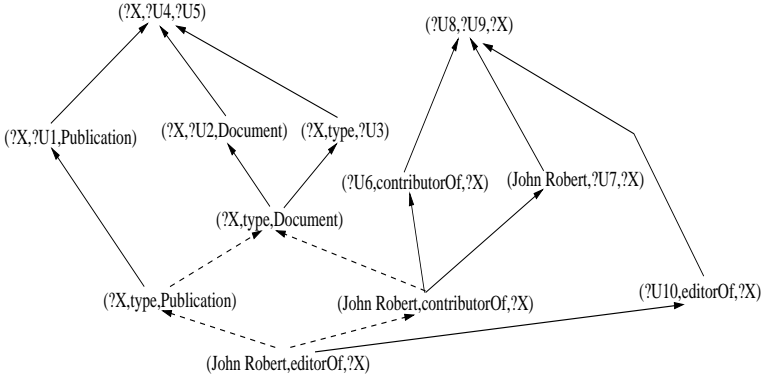 (?X,?U4,?U5)
(?U8,?U9,?X)
(?X,?U1,Publication)
(?X,?U2,Document)
(?X,type,?U3)
(?U6,contributorOf,?X)
(John Robert,?U7,?X)
(?X,type,Document)
(?X,type,Publication)
(John Robert,contributorOf,?X)
(?U10,editorOf,?X)
(John Robert,editorOf,?X)